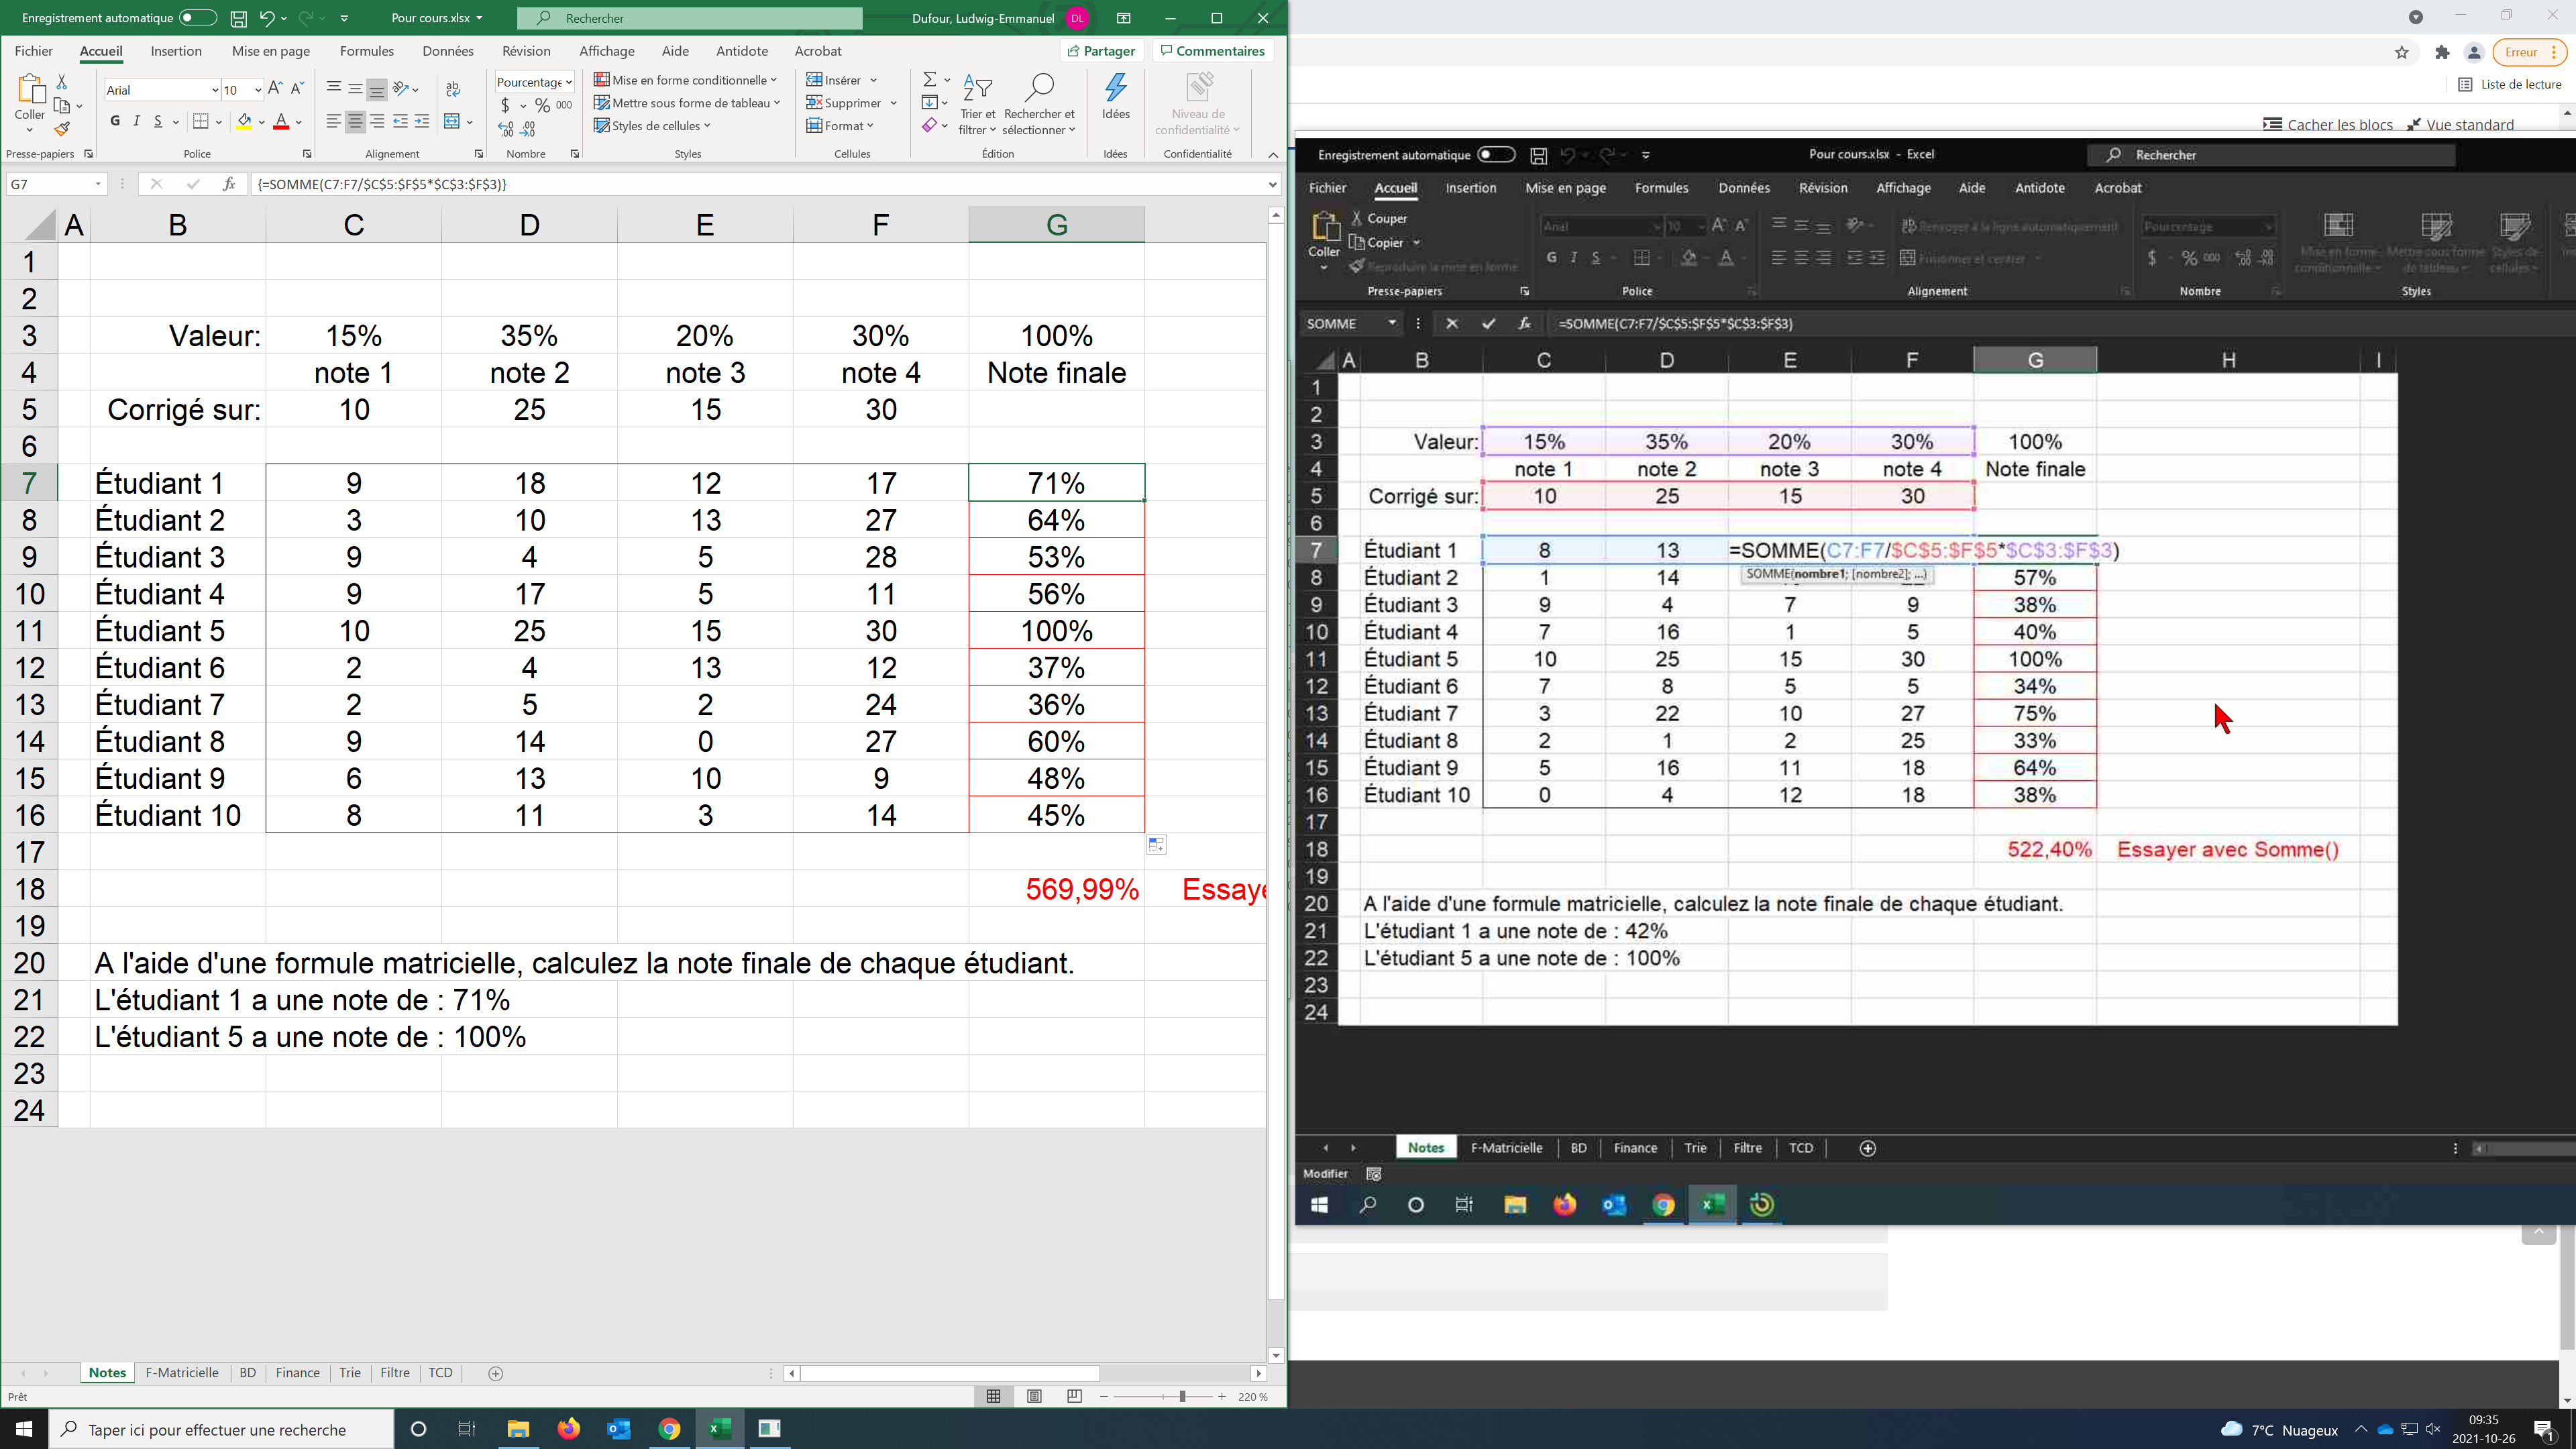 Enregistrement automatique
Pour cours.xlsx
Rechercher
Dufour, Ludwig-Emmanuel
DL
Fichier Accueil Insertion Mise en page Formules Données Révision Affichage Aide Antidote Acrobat
Partager
Commentaires
Coller
Presse-papiers
Arial
10
G I S
Police
Alignement
Pourcentage
$ % 000
Nombre
Mise en forme conditionnelle
Mettre sous forme de tableau
Styles de cellules
Styles
Insérer
Supprimer
Format
Cellules
Trier et filtrer
Rechercher et sélectionner
Édition
Idées
Idées
Niveau de confidentialité
Confidentialité
G7
fx
{=SOMME(C7:F7/$C$5:$F$5*$C$3:$F$3)}
A B C D E F G
1
2
3 Valeur: 15% 35% 20% 30% 100%
4 note 1 note 2 note 3 note 4 Note finale
5 Corrigé sur: 10 25 15 30
6
7 Étudiant 1 9 18 12 17 71%
8 Étudiant 2 3 10 13 27 64%
9 Étudiant 3 9 4 5 28 53%
10 Étudiant 4 9 17 5 11 56%
11 Étudiant 5 10 25 15 30 100%
12 Étudiant 6 2 4 13 12 37%
13 Étudiant 7 2 5 2 24 36%
14 Étudiant 8 9 14 0 27 60%
15 Étudiant 9 6 13 10 9 48%
16 Étudiant 10 8 11 3 14 45%
17
18 569,99% Essaye
19
20 A l'aide d'une formule matricielle, calculez la note finale de chaque étudiant.
21 L'étudiant 1 a une note de : 71%
22 L'étudiant 5 a une note de : 100%
23
24
Notes F-Matricielle BD Finance Trie Filtre TCD
Prêt
220 %
Erreur
Liste de lecture
Cacher les blocs
Vue standard
Enregistrement automatique
Pour cours.xlsx - Excel
Rechercher
Fichier Accueil Insertion Mise en page Formules Données Révision Affichage Aide Antidote Acrobat
Coller
Couper
Copier
Reproduire la mise en forme
Presse-papiers
Arial
10
G I S
Police
Renvoyer à la ligne automatiquement
Fusionner et centrer
Alignement
Pourcentage
$ % 000
Nombre
Mise en forme conditionnelle
Mettre sous forme de tableau
Styles de cellules
Styles
SOMME
fx
=SOMME(C7:F7/$C$5:$F$5*$C$3:$F$3)
A B C D E F G H I
1
2
3 Valeur: 15% 35% 20% 30% 100%
4 note 1 note 2 note 3 note 4 Note finale
5 Corrigé sur: 10 25 15 30
6
7 Étudiant 1 8 13 =SOMME(C7:F7/$C$5:$F$5*$C$3:$F$3)
SOMME(nombre1; [nombre2]; ...)
8 Étudiant 2 1 14 57%
9 Étudiant 3 9 4 7 9 38%
10 Étudiant 4 7 16 1 5 40%
11 Étudiant 5 10 25 15 30 100%
12 Étudiant 6 7 8 5 5 34%
13 Étudiant 7 3 22 10 27 75%
14 Étudiant 8 2 1 2 25 33%
15 Étudiant 9 5 16 11 18 64%
16 Étudiant 10 0 4 12 18 38%
17
18 522,40% Essayer avec Somme()
19
20 A l'aide d'une formule matricielle, calculez la note finale de chaque étudiant.
21 L'étudiant 1 a une note de : 42%
22 L'étudiant 5 a une note de : 100%
23
24
Notes F-Matricielle BD Finance Trie Filtre TCD
Modifier
Taper ici pour effectuer une recherche
7°C Nuageux
09:35
2021-10-26
1